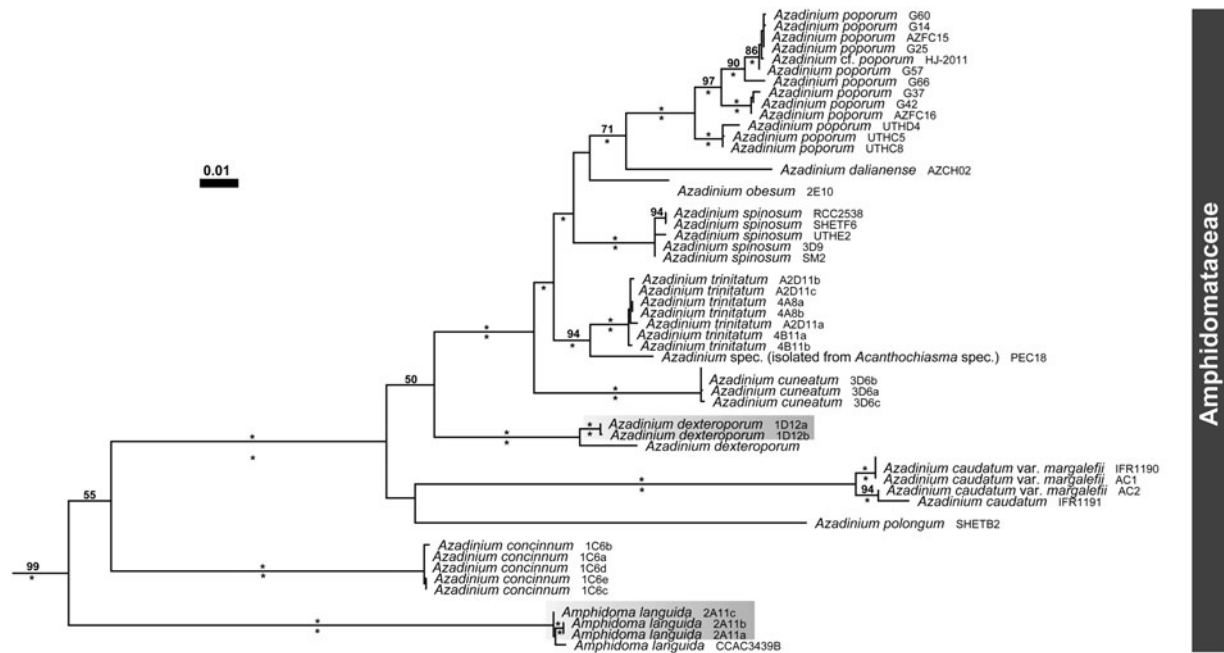 Azadinium poporum G60
Azadinium poporum G14
Azadinium poporum AZFC15
Azadinium poporum G25
86
Azadinium cf. poporum HJ-2011
*
90
Azadinium poporum G57
*
Azadinium poporum G66
97
*
Azadinium poporum G37
*
*
Azadinium poporum G42
Azadinium poporum AZFC16
*
*
Azadinium poporum UTHD4
*
*
Azadinium poporum UTHC5
Azadinium poporum UTHC8
71
*
Azadinium dalianense AZCH02
0.01
Azadinium obesum 2E10
94
Azadinium spinosum RCC2538
*
Azadinium spinosum SHETF6
Azadinium spinosum UTHE2
*
*
Azadinium spinosum 3D9
Azadinium spinosum SM2
Azadinium trinitatum A2D11b
Azadinium trinitatum A2D11c
*
Azadinium trinitatum 4A8a
Azadinium trinitatum 4A8b
*
*
Azadinium trinitatum A2D11a
*
*
94
Azadinium trinitatum 4B11a
*
Azadinium trinitatum 4B11b
Azadinium spec. (isolated from Acanthochiasma spec.) PEC18
50
Azadinium cuneatum 3D6b
*
*
Azadinium cuneatum 3D6a
Azadinium cuneatum 3D6c
*
*
Azadinium dexteroporum 1D12a
*
*
Azadinium dexteroporum 1D12b
Azadinium dexteroporum
*
*
Azadinium caudatum var. margalefii IFR1190
*
*
*
Azadinium caudatum var. margalefii AC1
94
Azadinium caudatum var. margalefii AC2
*
Azadinium caudatum IFR1191
55
Azadinium polongum SHETB2
Azadinium concinnum 1C6b
Azadinium concinnum 1C6a
99
*
*
*
Azadinium concinnum 1C6d
Azadinium concinnum 1C6e
Azadinium concinnum 1C6c
Amphidoma languida 2A11c
*
*
*
*
Amphidoma languida 2A11b
Amphidoma languida 2A11a
Amphidoma languida CCAC3439B
Amphidomataceae